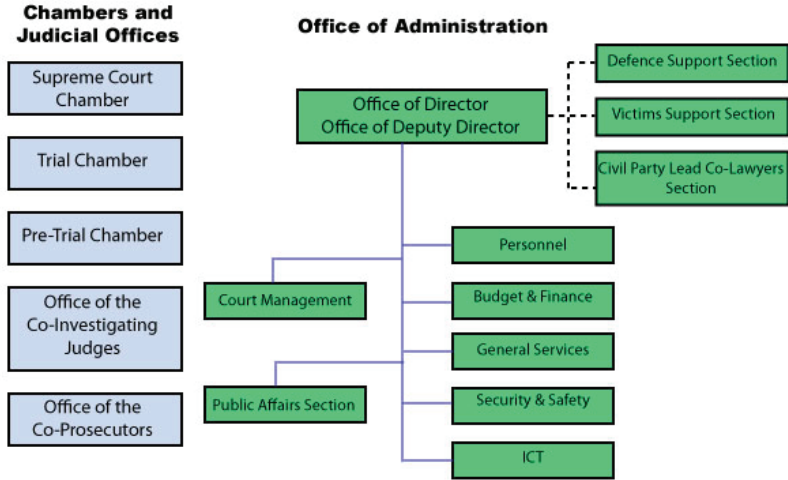 Chambers and
Judicial Offices
Supreme Court
Chamber
Trial Chamber
Pre-Trial Chamber
Office of the
Co-Investigating
Judges
Office of the
Co-Prosecutors
Office of Administration
Office of Director
Office of Deputy Director
Defence Support Section
Victims Support Section
Civil Party Lead Co-Lawyers
Section
Court Management
Public Affairs Section
Personnel
Budget & Finance
General Services
Security & Safety
ICT